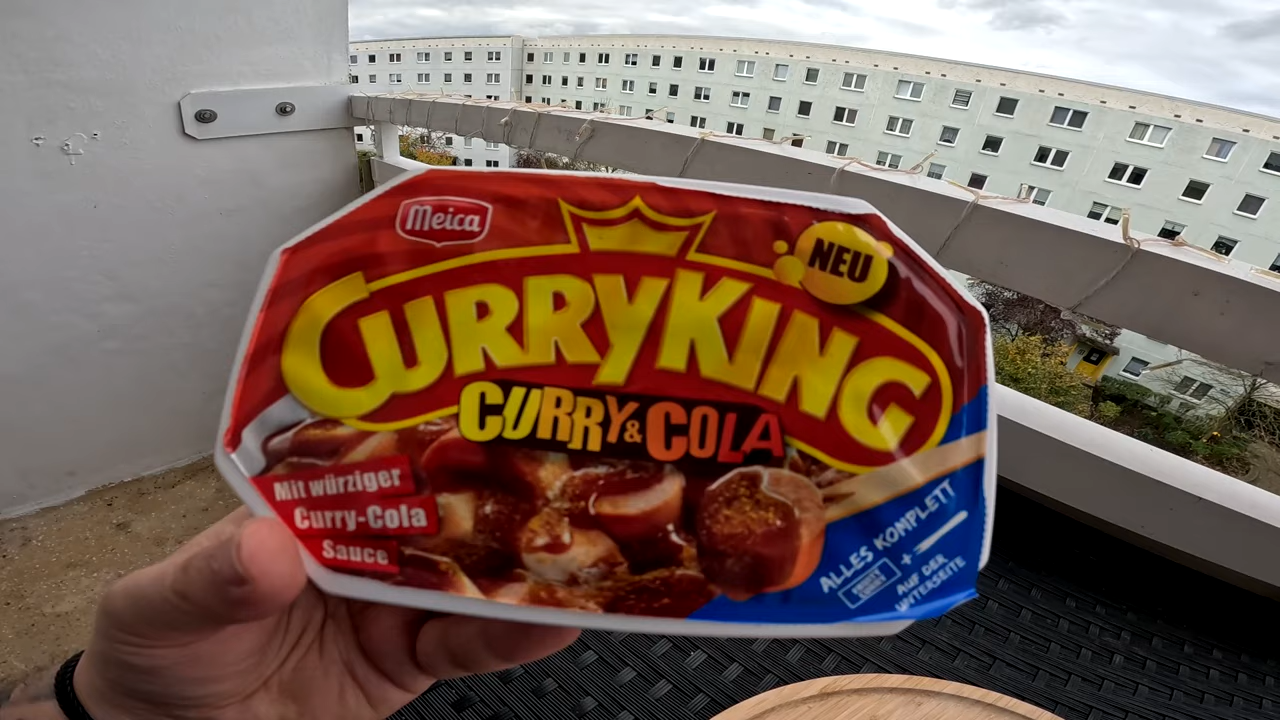 Meica
NEU
CURRYKING
CURRY & COLA
Mit würziger
Curry-Cola
Sauce
ALLES KOMPLETT
+
AUF DER
UNTERSEITE